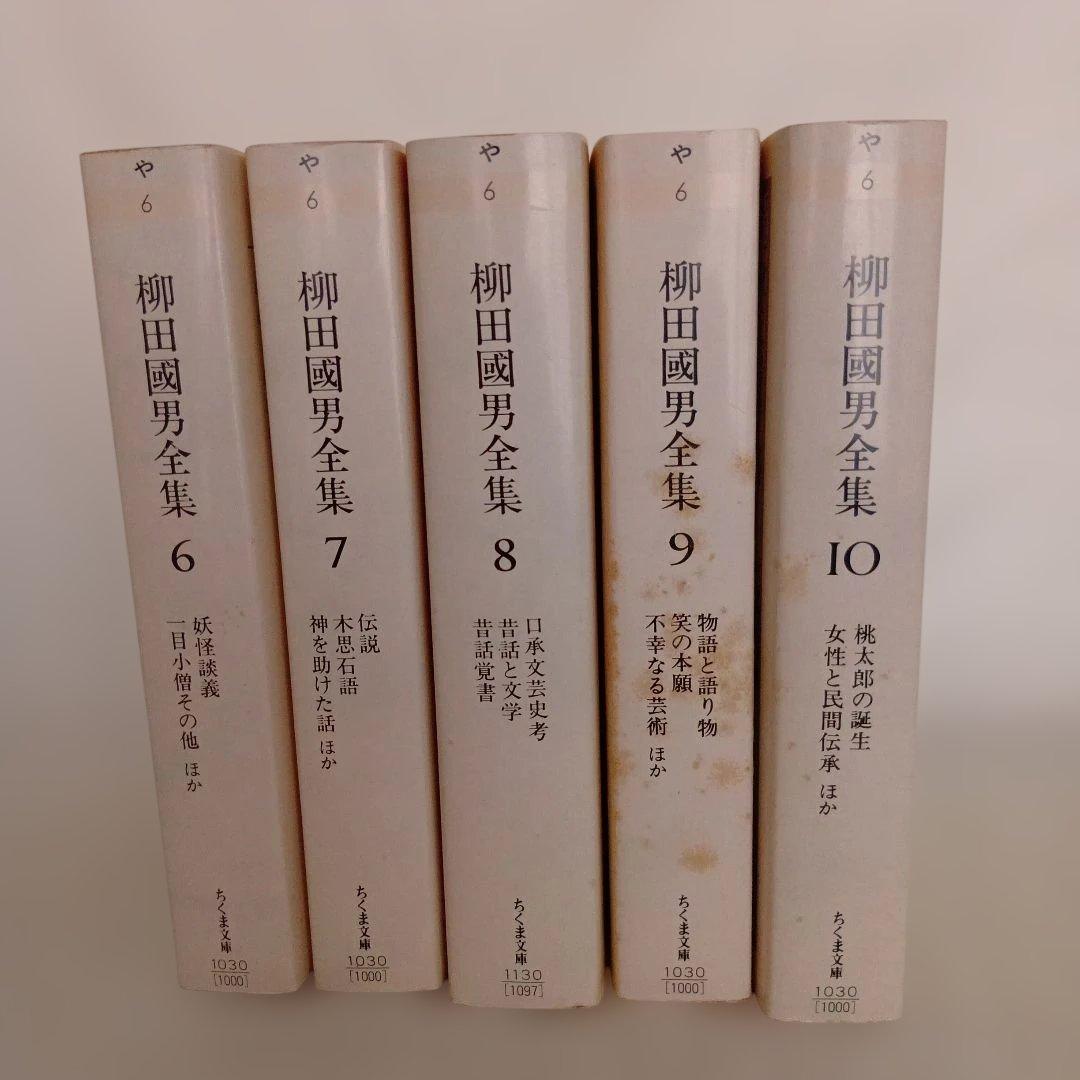 や
6
柳田國男全集
6
妖怪談義
一目小僧その他 ほか
ちくま文庫
1030
[1000]
や
6
柳田國男全集
7
伝説
木思石語
神を助けた話 ほか
ちくま文庫
1030
[1000]
や
6
柳田國男全集
8
口承文芸史考
昔話と文学
昔話覚書
ちくま文庫
1130
[1097]
や
6
柳田國男全集
9
物語と語り物
笑の本願
不幸なる芸術 ほか
ちくま文庫
1030
[1000]
や
6
柳田國男全集
10
桃太郎の誕生
女性と民間伝承 ほか
ちくま文庫
1030
[1000]